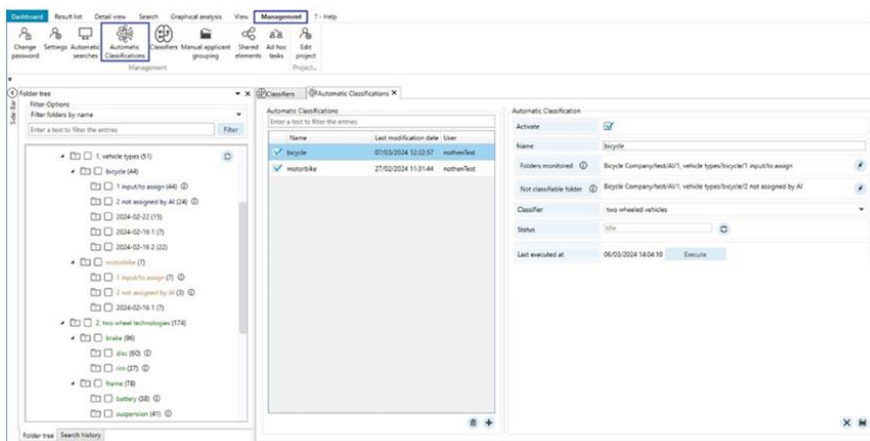 Dashboard Result list Detail view Search Graphical analysis View Management ? - Help
Change password
Settings
Automatic searches
Automatic Classifications
Classifiers
Manual applicant grouping
Shared elements
Ad hoc tasks
Edit project
Management
Project...
Side-Bar
Folder tree
Filter-Options
Filter folders by name
Enter a text to filter the entries Filter
1, vehicle types (51)
bicycle (44)
1 input/to assign (44)
2 not assigned by AI (24)
2024-02-22 (15)
2024-02-16 1 (7)
2024-02-16 2 (22)
motorbike (7)
1 input/to assign (7)
2 not assigned by AI (3)
2024-02-16 1 (7)
2, two wheel technologies (174)
brake (96)
disc (60)
rim (37)
frame (78)
battery (38)
suspension (41)
Folder tree Search history
Classifiers Automatic Classifications
Automatic Classifications
Enter a text to filter the entries
Name Last modification date User
bicycle 07/03/2024 12:22:57 nothenTest
motorbike 27/02/2024 11:31:44 nothenTest
Automatic Classification
Activate
Name bicycle
Folders monitored Bicycle Company/test/AI/1, vehicle types/bicycle/1 input/to assign
Not classifiable folder Bicycle Company/test/AI/1, vehicle types/bicycle/2 not assigned by AI
Classifier two wheeled vehicles
Status Idle
Last executed at 06/03/2024 14:04:10 Execute